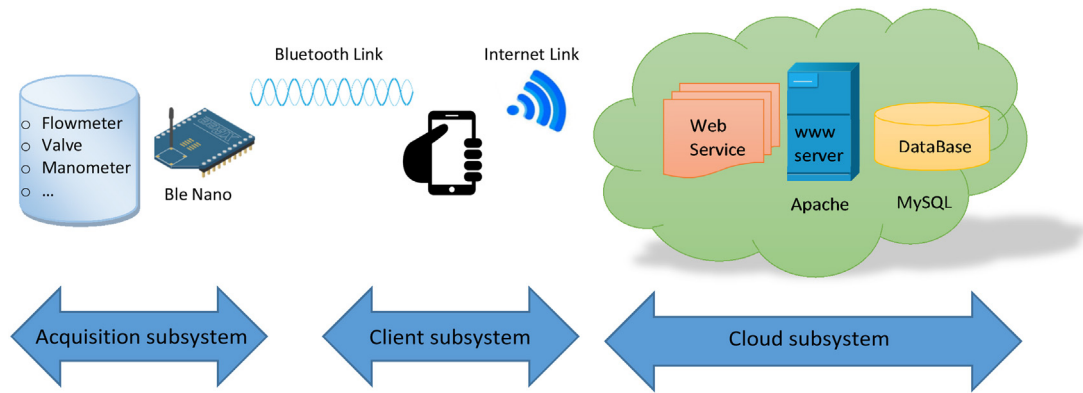 Bluetooth Link
Internet Link
o Flowmeter
o Valve
o Manometer
o ...
Ble Nano
Web
Service
www
server
DataBase
Apache
MySQL
Acquisition subsystem
Client subsystem
Cloud subsystem